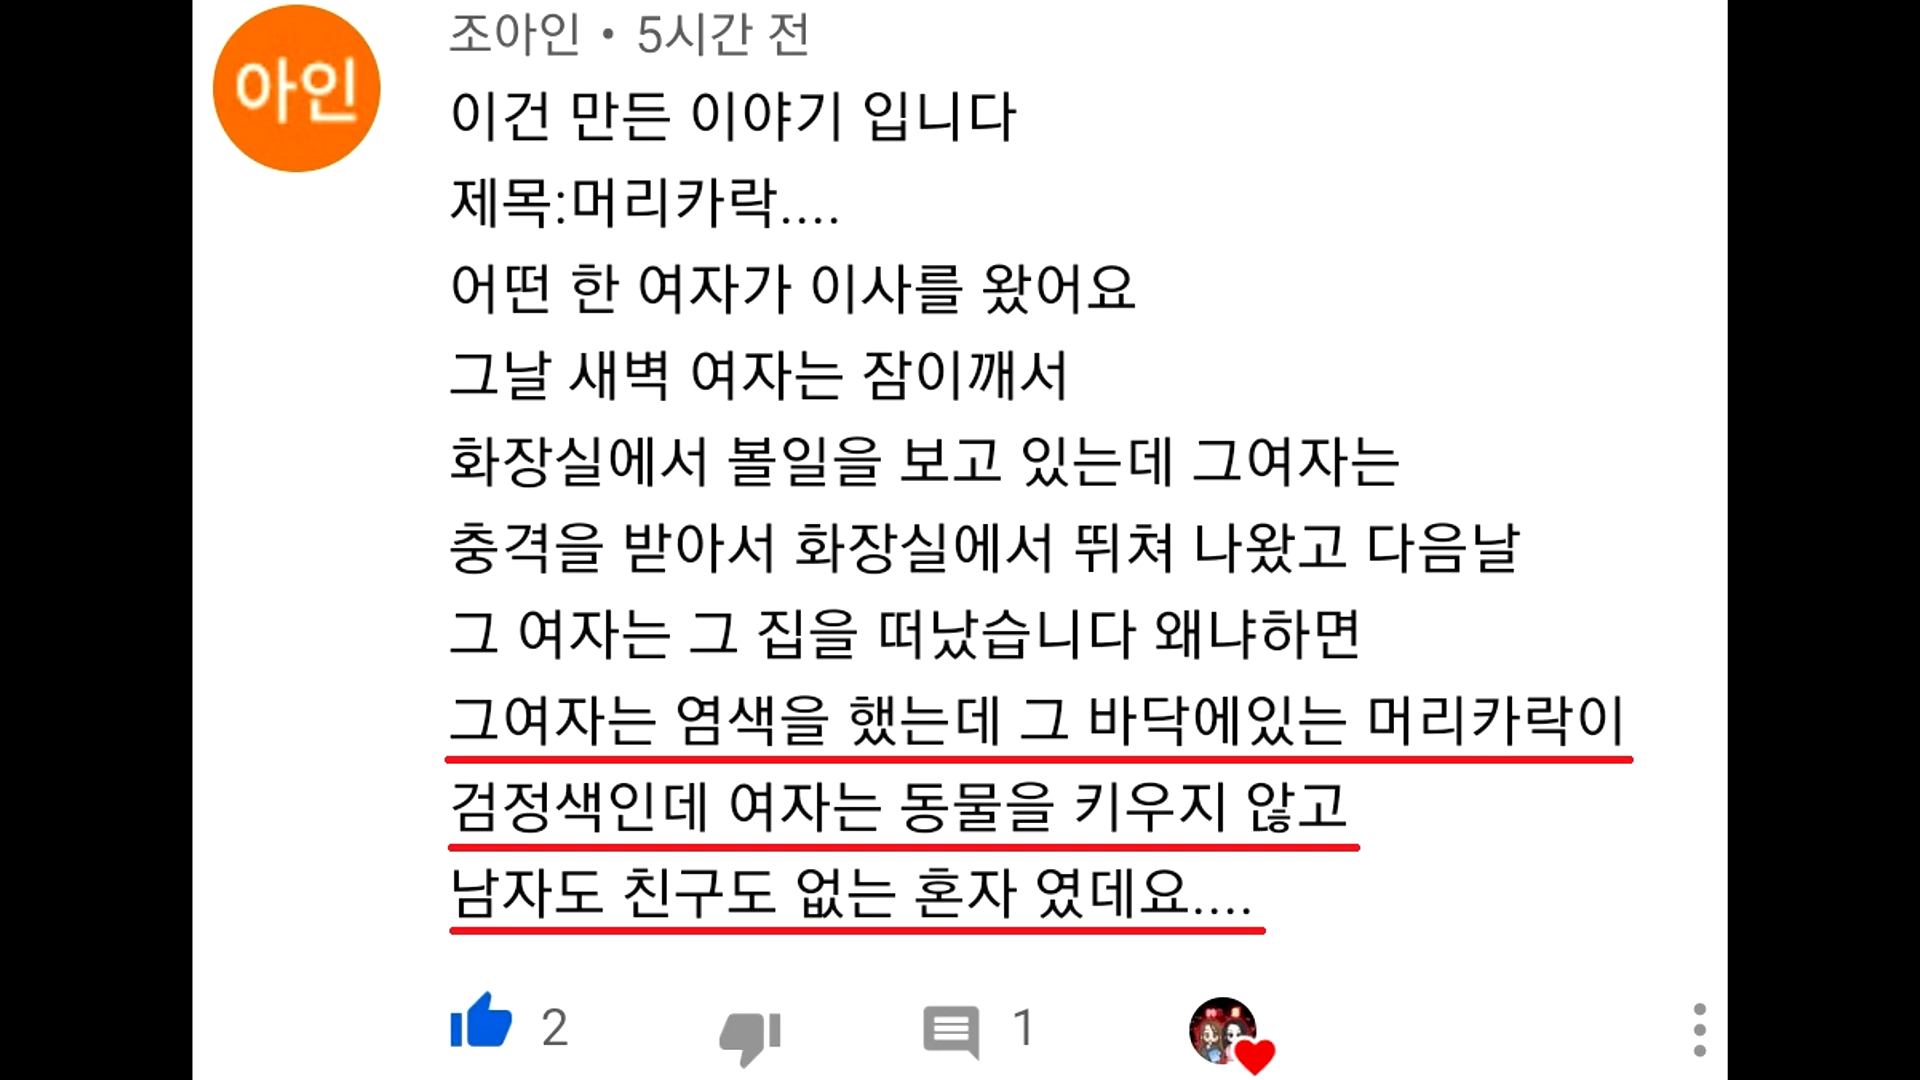 아인
조아인 • 5시간 전
이건 만든 이야기 입니다
제목:머리카락....
어떤 한 여자가 이사를 왔어요
그날 새벽 여자는 잠이깨서
화장실에서 볼일을 보고 있는데 그여자는
충격을 받아서 화장실에서 뛰쳐 나왔고 다음날
그 여자는 그 집을 떠났습니다 왜냐하면
그여자는 염색을 했는데 그 바닥에있는 머리카락이
검정색인데 여자는 동물을 키우지 않고
남자도 친구도 없는 혼자 였데요....
2 1